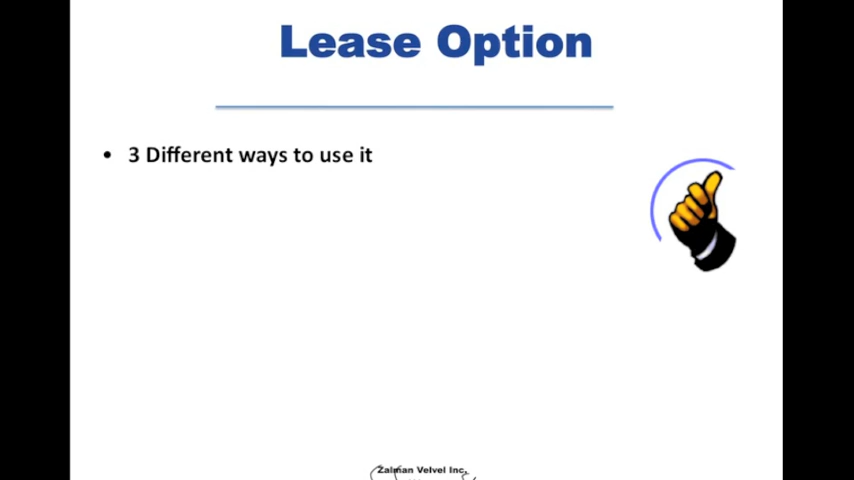 Lease Option
• 3 Different ways to use it
Zalman Velvel Inc.